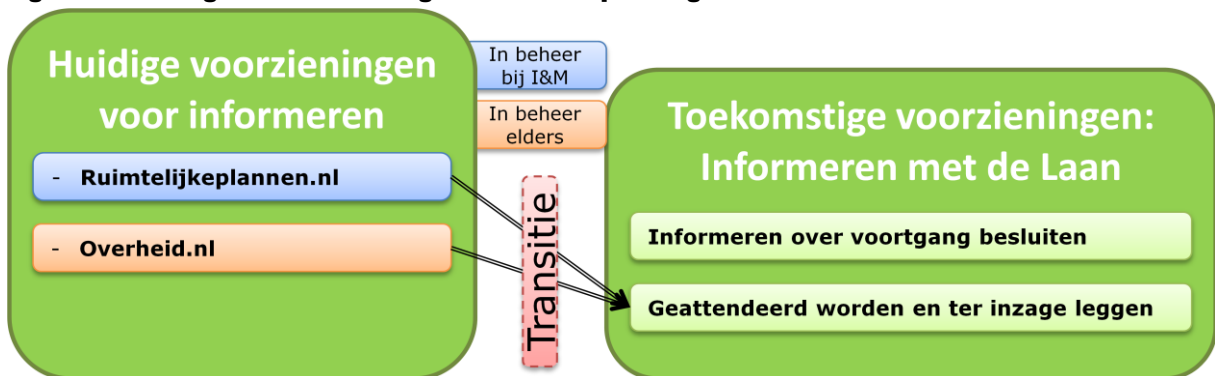 Huidige voorzieningen
voor informeren
- Ruimtelijkeplannen.nl
- Overheid.nl
In beheer
bij I&M
In beheer
elders
Transitie
Toekomstige voorzieningen:
Informeren met de Laan
Informeren over voortgang besluiten
Geattendeerd worden en ter inzage leggen